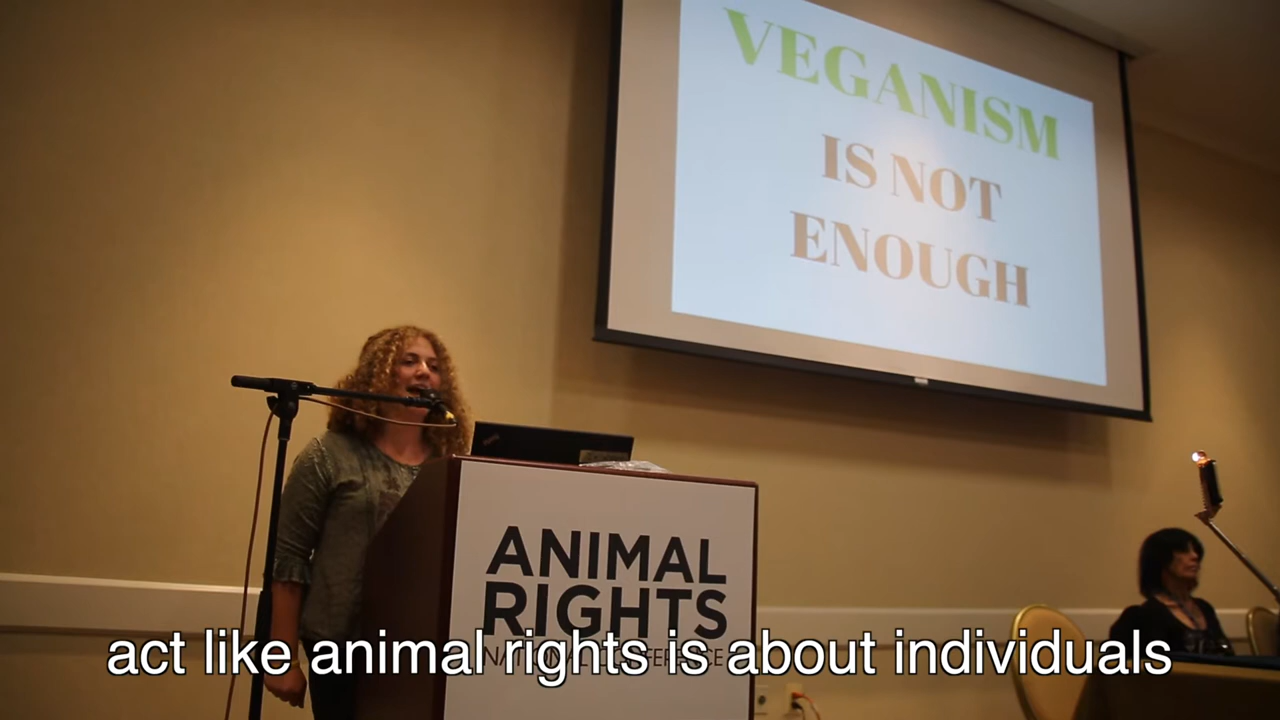 VEGANISM
IS NOT
ENOUGH
ANIMAL
RIGHTS
act like animal rights is about individuals